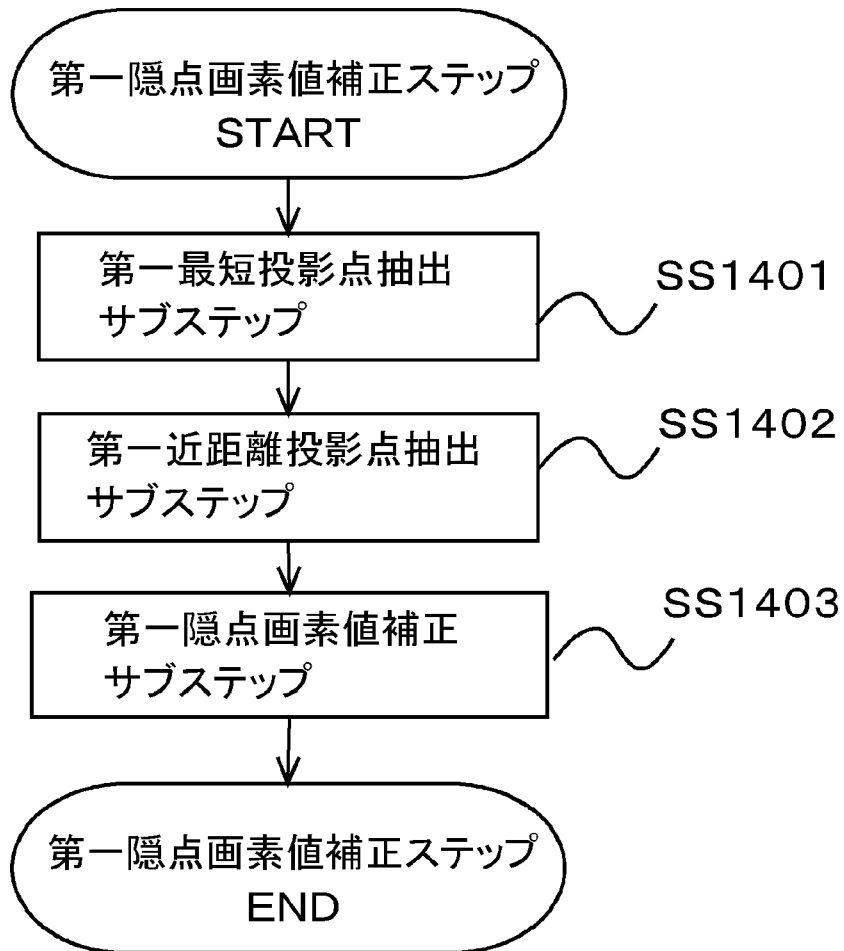 第一隠点画素値補正ステップ
START
第一最短投影点抽出
サブステップ
SS1401
第一近距離投影点抽出
サブステップ
SS1402
第一隠点画素値補正
サブステップ
SS1403
第一隠点画素値補正ステップ
END